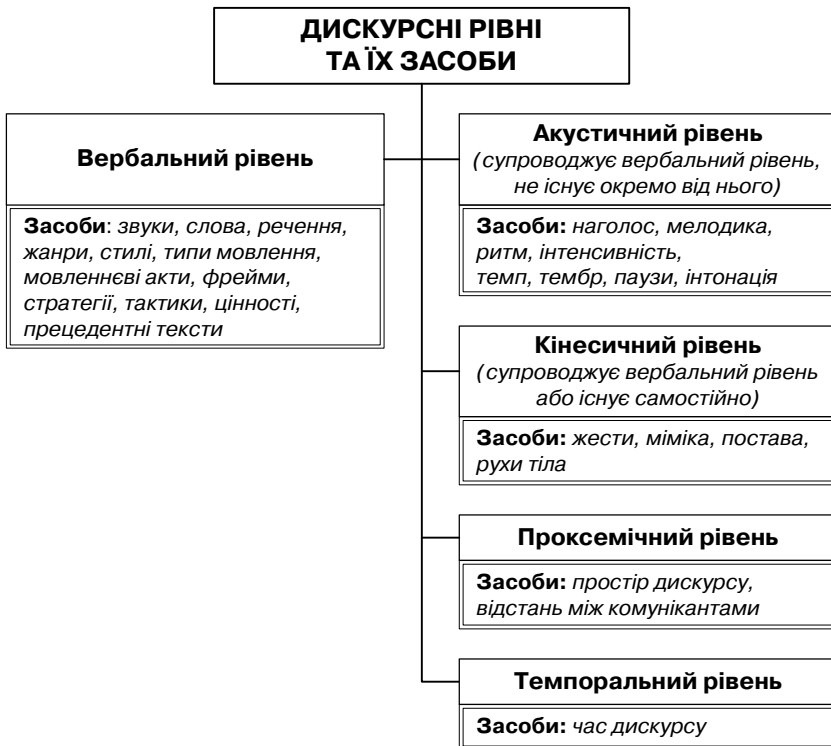 ДИСКУРСНІ РІВНІ
ТА ЇХ ЗАСОБИ
Вербальний рівень
Засоби: звуки, слова, речення,
жанри, стилі, типи мовлення,
мовленнєві акти, фрейми,
стратегії, тактики, цінності,
прецедентні тексти
Акустичний рівень
(супроводжує вербальний рівень,
не існує окремо від нього)
Засоби: наголос, мелодика,
ритм, інтенсивність,
темп, тембр, паузи, інтонація
Кінесичний рівень
(супроводжує вербальний рівень
або існує самостійно)
Засоби: жести, міміка, постава,
рухи тіла
Проксемічний рівень
Засоби: простір дискурсу,
відстань між комунікантами
Темпоральний рівень
Засоби: час дискурсу